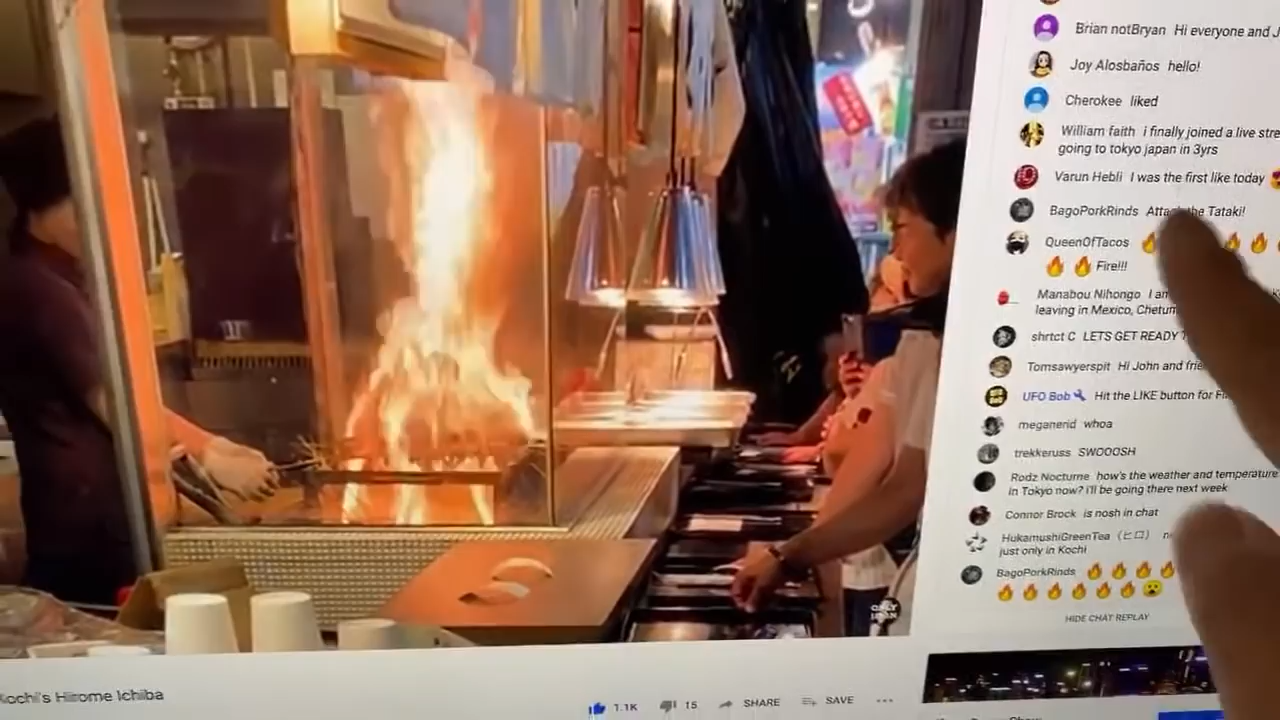 Brian notBryan Hi everyone and J
Joy Alosbaños hello!
Cherokee liked
William faith i finally joined a live stre
going to tokyo japan in 3yrs
Varun Hebli I was the first like today
BagoPorkRinds the Tataki!
QueenOfTacos
Fire!!!
Manabou Nihongo I am
leaving in Mexico,
shrtct C LETS GET READY
Tomsawyerspit Hi John and frie
UFO Bob Hit the LIKE button for
meganerid whoa
trekkeruss SWOOOSH
Rodz Nocturne how's the weather and temperature
In Tokyo now? I'll be going there next week
Connor Brock is nosh in chat
HukamushiGreenTea (ヒロ)
just only in Kochi
BagoPorkRinds
HIDE CHAT REPLAY
ONLY
JAPAN
Kochi's Hirome Ichiba
1.1K 15 SHARE SAVE